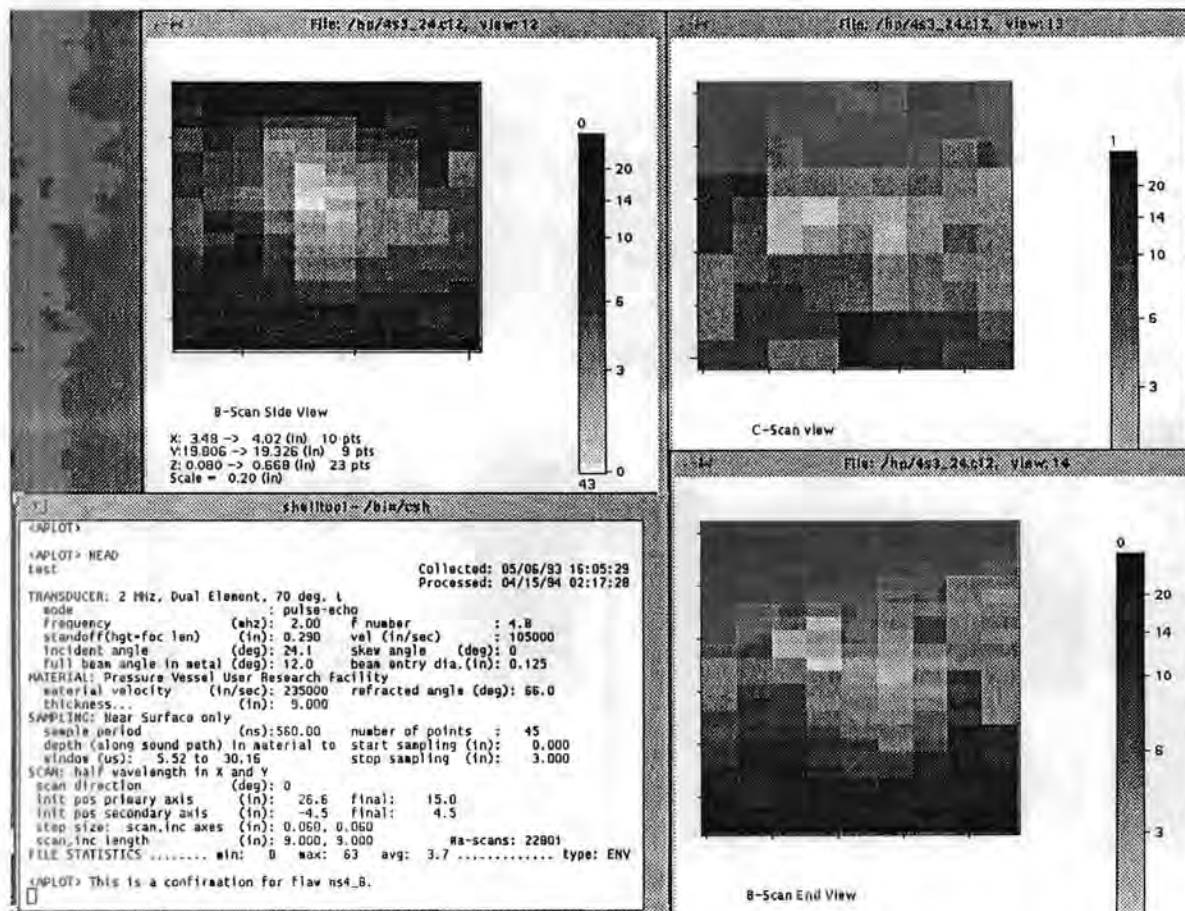 File: /hp/4s3_24.c12, view: 12
0
20
14
10
6
3
0
43
B-Scan Side View
X: 3.48 -> 4.02 (in) 10 pts
Y:19.806 -> 19.326 (in) 9 pts
Z: 0.080 -> 0.668 (in) 23 pts
Scale = 0.20 (in)
File: /hp/4s3_24.c12, view: 13
1
20
14
10
6
3
C-Scan view
shelltool - /bin/csh
<APLOT>
<APLOT> HEAD
test
Collected: 05/06/93 16:05:29
Processed: 04/15/94 02:17:28
TRANSDUCER: 2 MHz, Dual Element, 70 deg. L
mode : pulse-echo
frequency (mhz): 2.00 f number : 4.8
standoff(hgt-foc len) (in): 0.290 vel (in/sec) : 105000
incident angle (deg): 24.1 skew angle (deg): 0
full beam angle in metal (deg): 12.0 beam entry dia.(in): 0.125
MATERIAL: Pressure Vessel User Research Facility
material velocity (in/sec): 235000 refracted angle (deg): 66.0
thickness... (in): 9.000
SAMPLING: Near Surface only
sample period (ns):560.00 number of points : 45
depth (along sound path) in material to start sampling (in): 0.000
window (us): 5.52 to 30.16 stop sampling (in): 3.000
SCAN: half wavelength in X and Y
scan direction (deg): 0
init pos primary axis (in): 26.6 final: 15.0
init pos secondary axis (in): -4.5 final: 4.5
step size: scan,inc axes (in): 0.060, 0.060
scan,inc length (in): 9.000, 9.000 #a-scans: 22801
FILE STATISTICS ........ min: 0 max: 63 avg: 3.7 ............. type: ENV
<APLOT> This is a confirmation for flaw ns4_8.
File: /hp/4s3_24.c12, view: 14
0
20
14
10
6
3
B-Scan End View